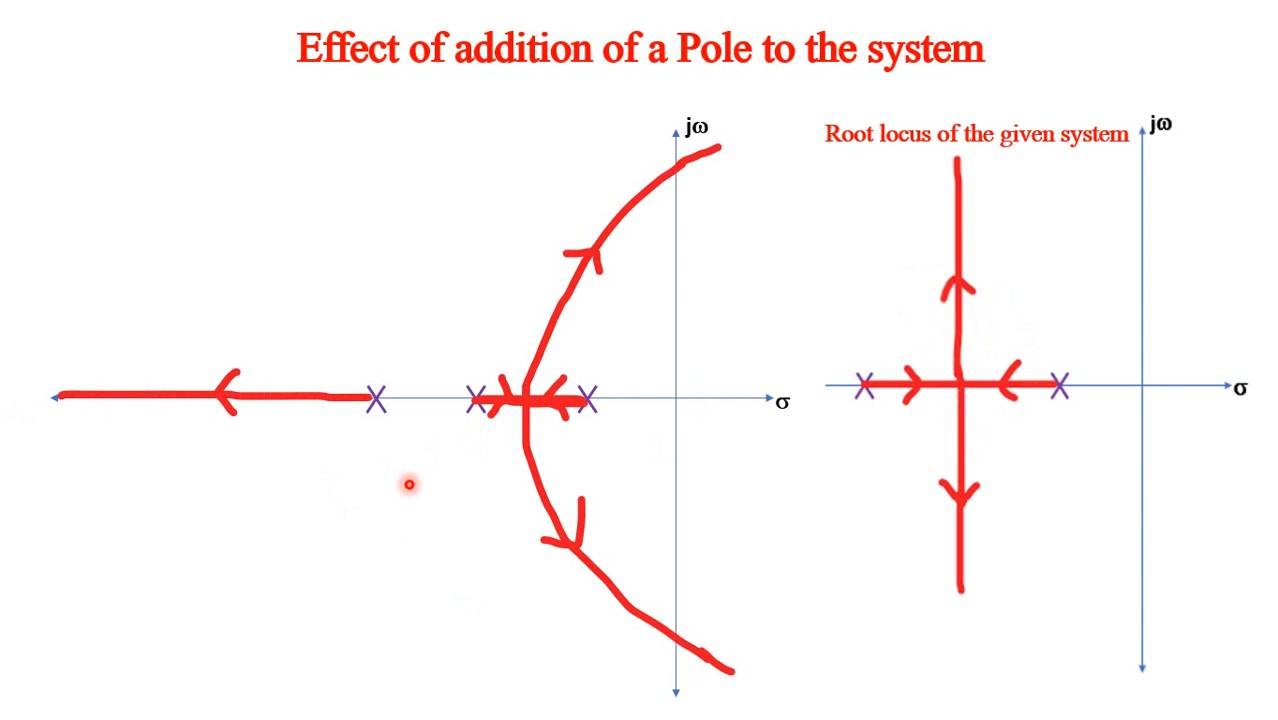 Effect of addition of a Pole to the system
jω
Root locus of the given system
jω
σ
σ